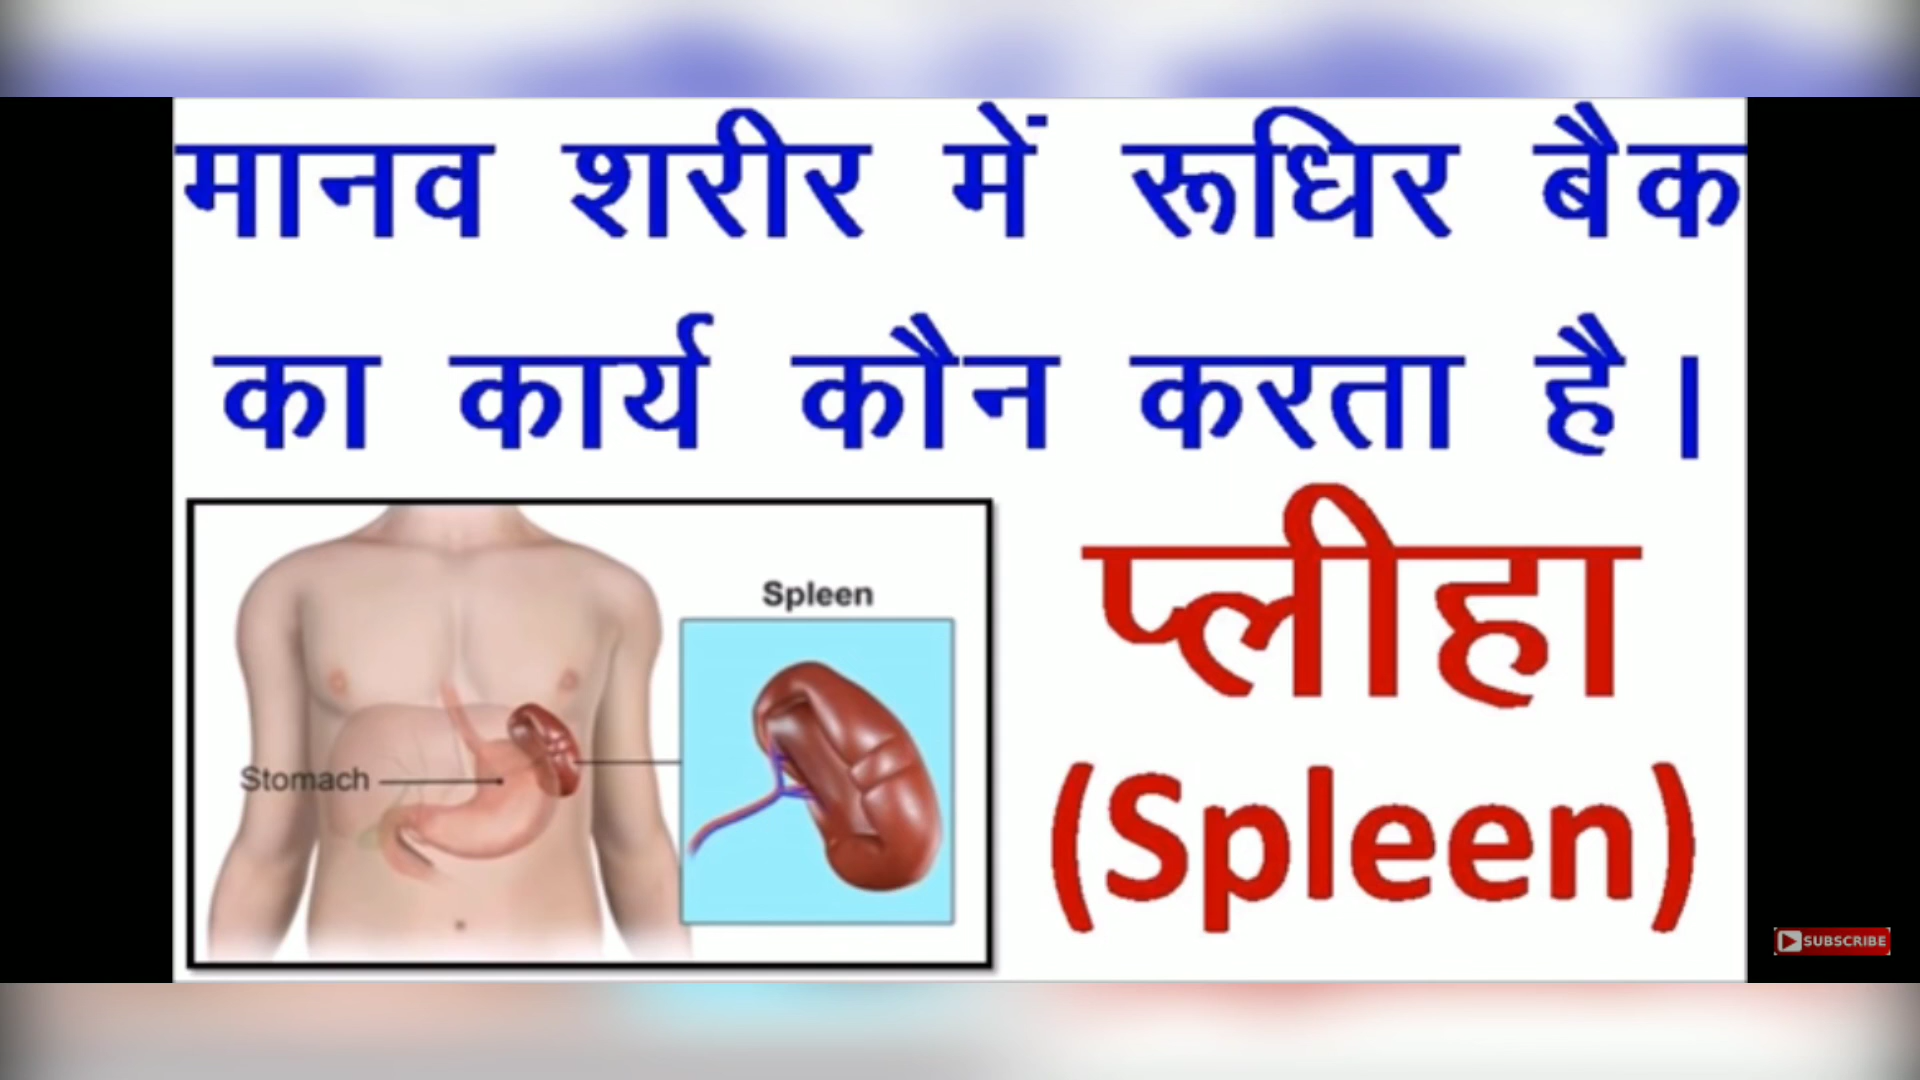 मानव शरीर में रूधिर बैक
का कार्य कौन करता है।
प्लीहा
(Spleen)
Spleen
Stomach
SUBSCRIBE